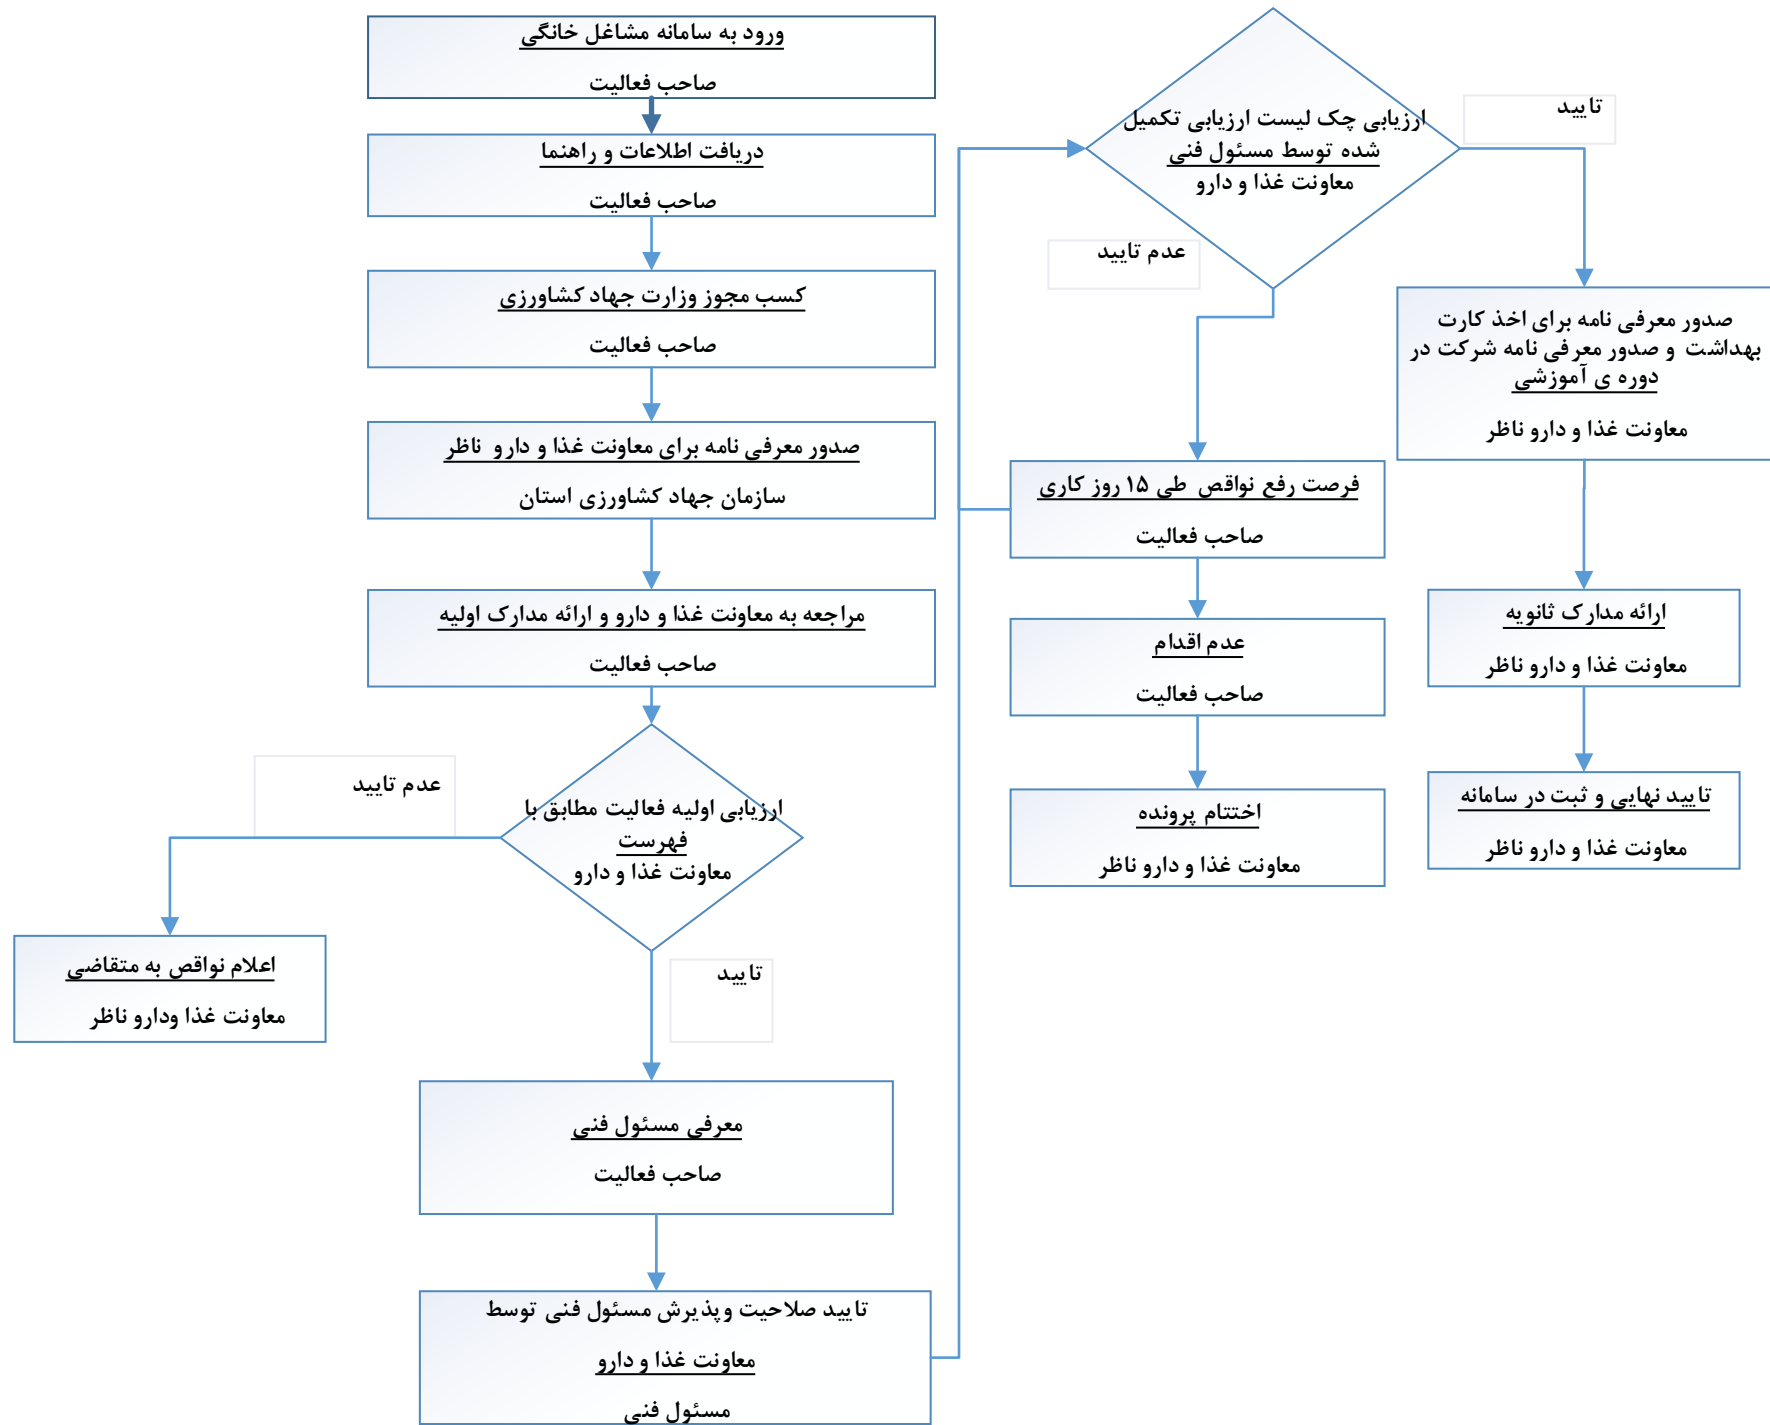 ورود به سامانه مشاغل خانگی
صاحب فعالیت
دریافت اطلاعات و راهنما
صاحب فعالیت
کسب مجوز وزارت جهاد کشاورزی
صاحب فعالیت
صدور معرفی نامه برای معاونت غذا و دارو ناظر
سازمان جهاد کشاورزی استان
مراجعه به معاونت غذا و دارو و ارائه مدارک اولیه
صاحب فعالیت
ارزیابی اولیه فعالیت مطابق با
فهرست
معاونت غذا و دارو
عدم تایید
اعلام نواقص به متقاضی
معاونت غذا ودارو ناظر
تایید
معرفی مسئول فنی
صاحب فعالیت
تایید صلاحیت وپذیرش مسئول فنی توسط
معاونت غذا و دارو
مسئول فنی
ارزیابی چک لیست ارزیابی تکمیل
شده توسط مسئول فنی
معاونت غذا و دارو
تایید
عدم تایید
صدور معرفی نامه برای اخذ کارت
بهداشت و صدور معرفی نامه شرکت در
دوره ی آموزشی
معاونت غذا و دارو ناظر
ارائه مدارک ثانویه
معاونت غذا و دارو ناظر
تایید نهایی و ثبت در سامانه
معاونت غذا و دارو ناظر
فرصت رفع نواقص طی ۱۵ روز کاری
صاحب فعالیت
عدم اقدام
صاحب فعالیت
اختتام پرونده
معاونت غذا و دارو ناظر